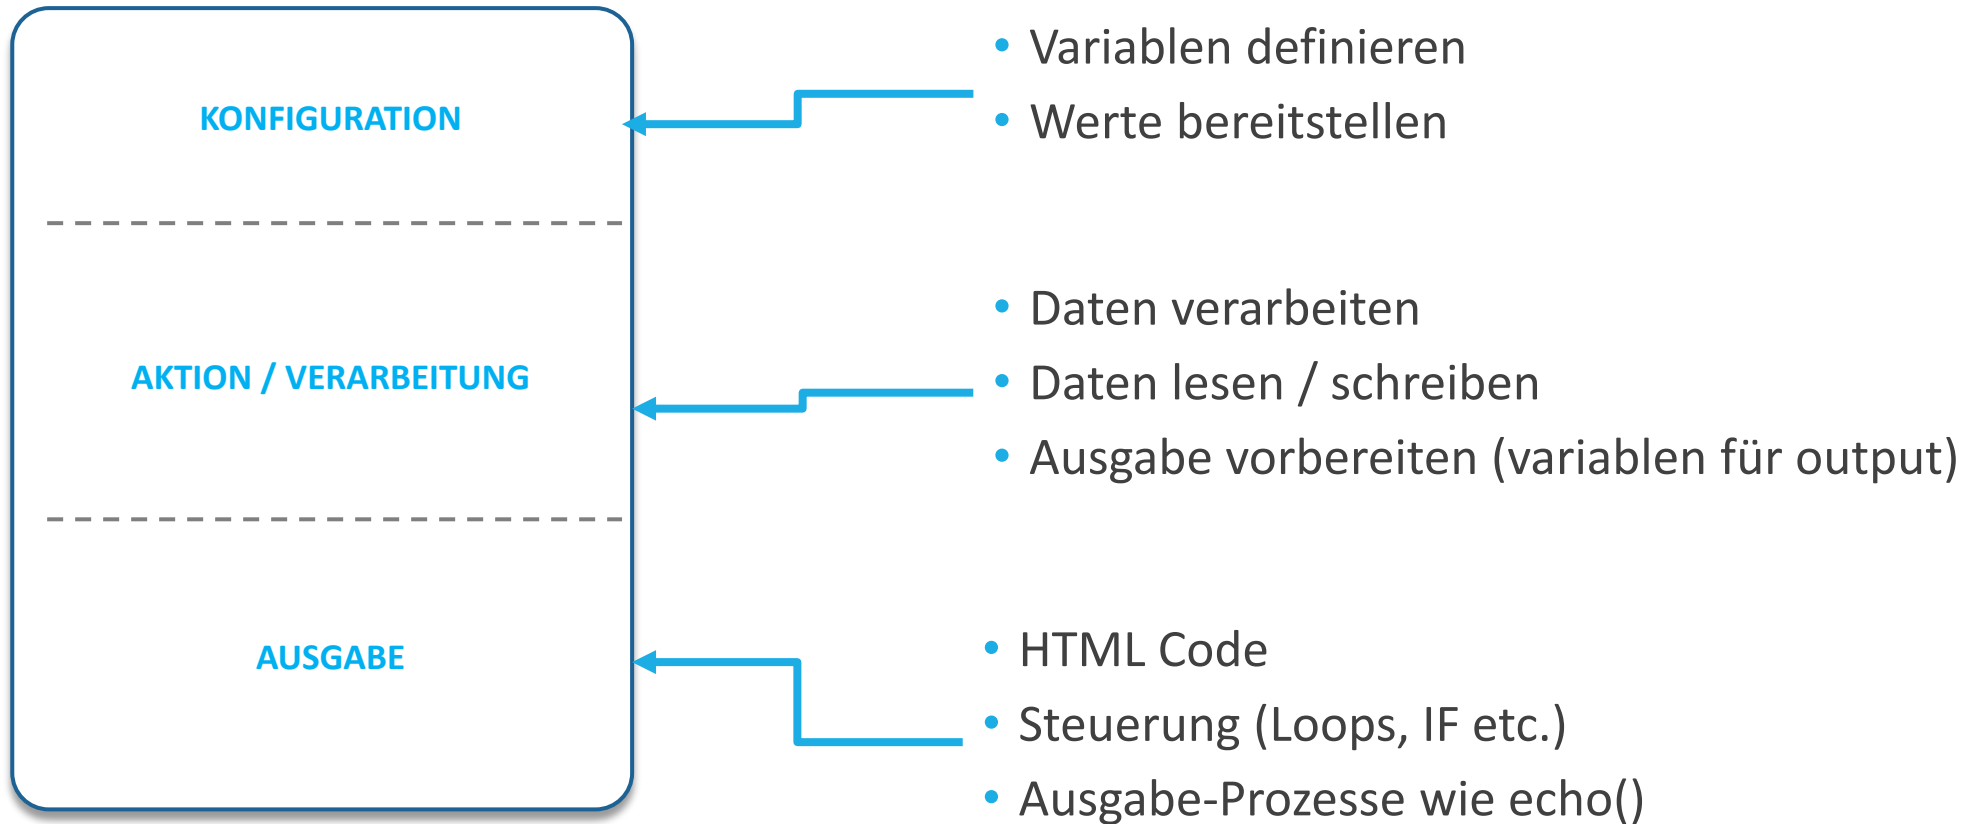 KONFIGURATION
• Variablen definieren
• Werte bereitstellen
AKTION / VERARBEITUNG
• Daten verarbeiten
• Daten lesen / schreiben
• Ausgabe vorbereiten (variablen für output)
AUSGABE
• HTML Code
• Steuerung (Loops, IF etc.)
• Ausgabe-Prozesse wie echo()